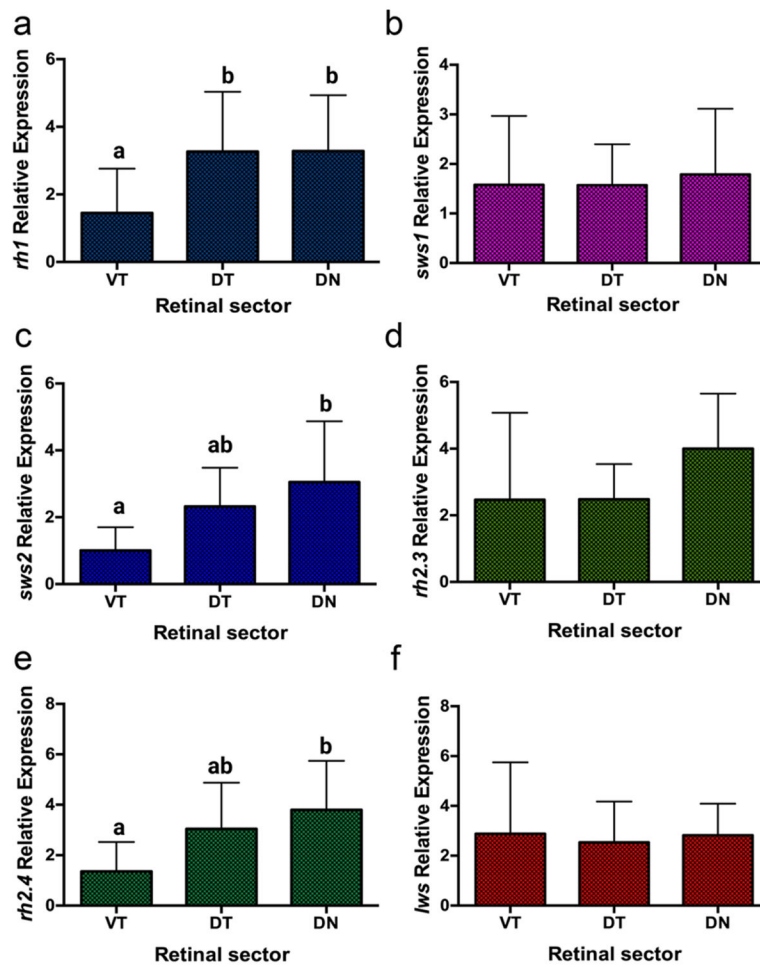 a
rh1 Relative Expression
6
4
2
0
a
b
b
VT DT DN
Retinal sector
b
sws1 Relative Expression
4
3
2
1
0
VT DT DN
Retinal sector
c
sws2 Relative Expression
6
4
2
0
a
ab
b
VT DT DN
Retinal sector
d
rh2.3 Relative Expression
6
4
2
0
VT DT DN
Retinal sector
e
rh2.4 Relative Expression
8
6
4
2
0
a
ab
b
VT DT DN
Retinal sector
f
lws Relative Expression
8
6
4
2
0
VT DT DN
Retinal sector